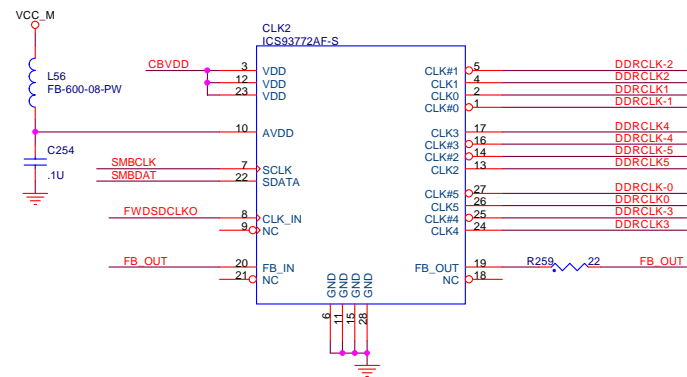 VCC_M
CLK2
ICS93772AF-S
L56
FB-600-08-PW
C254
.1U
CBVDD
3 VDD
12 VDD
23 VDD
10 AVDD
SMBCLK 7 SCLK
SMBDAT 22 SDATA
FWDSDCLKO 8 CLK_IN
9 NC
FB_OUT 20 FB_IN
21 NC
CLK#1 5 DDRCLK-2
CLK1 4 DDRCLK2
CLK0 2 DDRCLK1
CLK#0 1 DDRCLK-1
CLK3 17 DDRCLK4
CLK#3 16 DDRCLK-4
CLK#2 14 DDRCLK-5
CLK2 13 DDRCLK5
CLK#5 27 DDRCLK-0
CLK5 26 DDRCLK0
CLK#4 25 DDRCLK-3
CLK4 24 DDRCLK3
FB_OUT 19 R259 22 FB_OUT
NC 18
GND GND GND GND
6 11 15 28